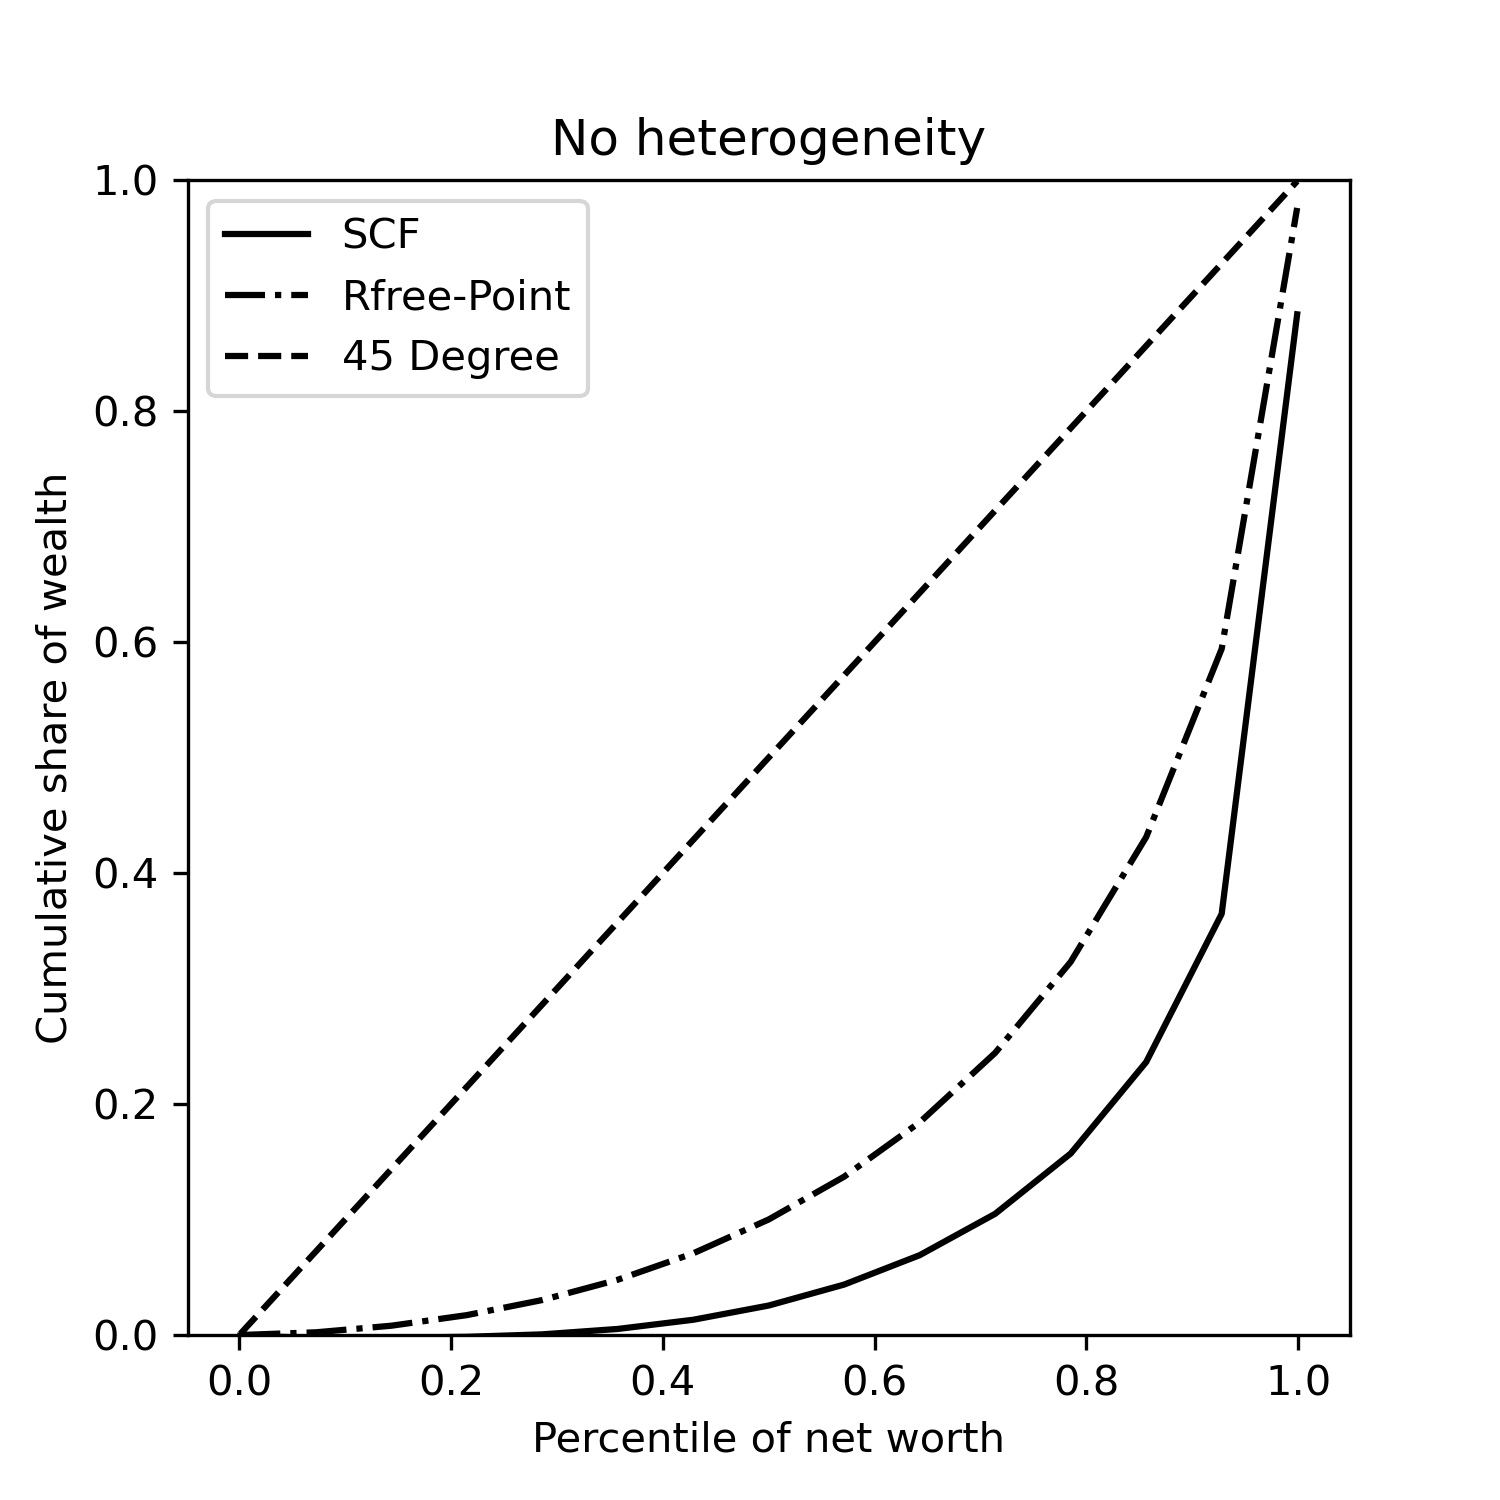 No heterogeneity
1.0
0.8
0.6
0.4
0.2
0.0
Cumulative share of wealth
SCF
Rfree-Point
45 Degree
0.0 0.2 0.4 0.6 0.8 1.0
Percentile of net worth